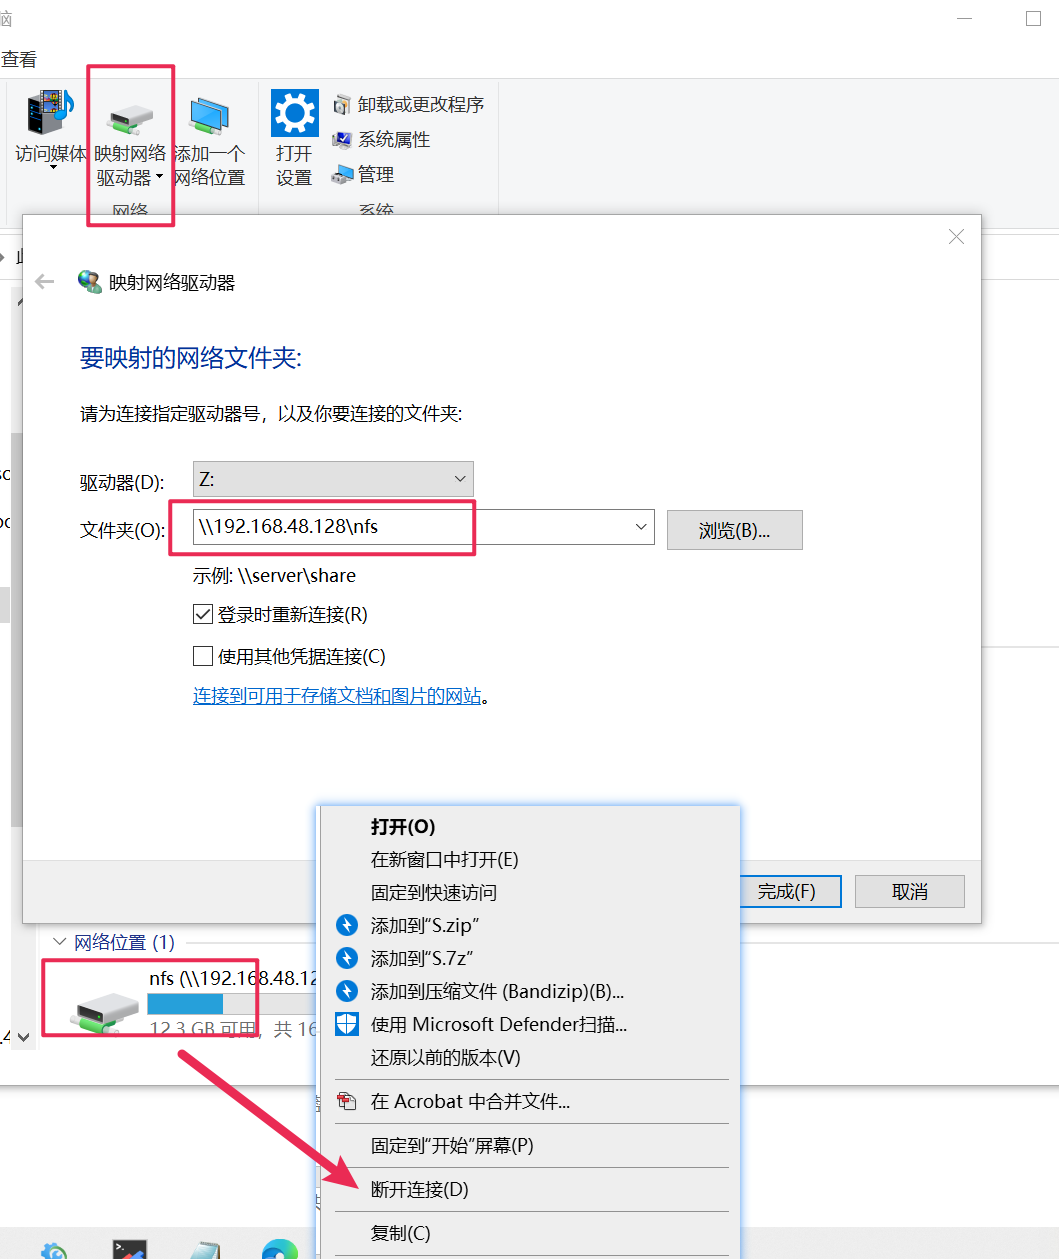 脑
查看
访问媒体
映射网络
驱动器
添加一个
网络位置
网络
打开
设置
卸载或更改程序
系统属性
管理
系统
映射网络驱动器
要映射的网络文件夹:
请为连接指定驱动器号，以及你要连接的文件夹:
驱动器(D):
Z:
文件夹(O):
\\192.168.48.128\nfs
浏览(B)...
示例: \\server\share
登录时重新连接(R)
使用其他凭据连接(C)
连接到可用于存储文档和图片的网站。
完成(F)
取消
网络位置 (1)
nfs (\\192.168.48.12
12.3 GB 可用，共 16
打开(O)
在新窗口中打开(E)
固定到快速访问
添加到“S.zip”
添加到“S.7z”
添加到压缩文件 (Bandizip)(B)...
使用 Microsoft Defender扫描...
还原以前的版本(V)
在 Acrobat 中合并文件...
固定到“开始”屏幕(P)
断开连接(D)
复制(C)